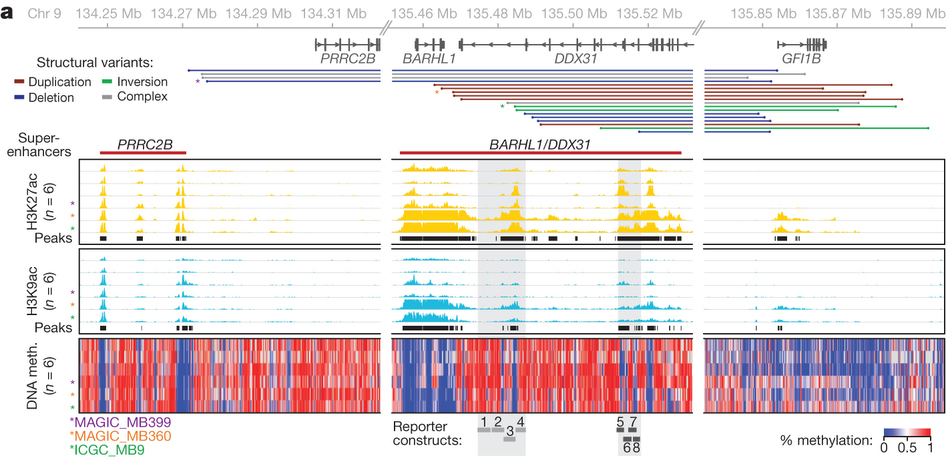 a
Chr 9 134.25 Mb 134.27 Mb 134.29 Mb 134.31 Mb 135.46 Mb 135.48 Mb 135.50 Mb 135.52 Mb 135.85 Mb 135.87 Mb 135.89 Mb
PRRC2B BARHL1 DDX31 GFI1B
Structural variants:
Duplication Inversion
Deletion Complex
*
*
*
Super-
enhancers
PRRC2B BARHL1/DDX31
H3K27ac
(n = 6)
*
*
*
Peaks
H3K9ac
(n = 6)
*
*
*
Peaks
DNA meth.
(n = 6)
*
*
*
*MAGIC_MB399
*MAGIC_MB360
*ICGC_MB9
Reporter
constructs:
1 2 3 4 5 7
6 8
% methylation:
0 0.5 1